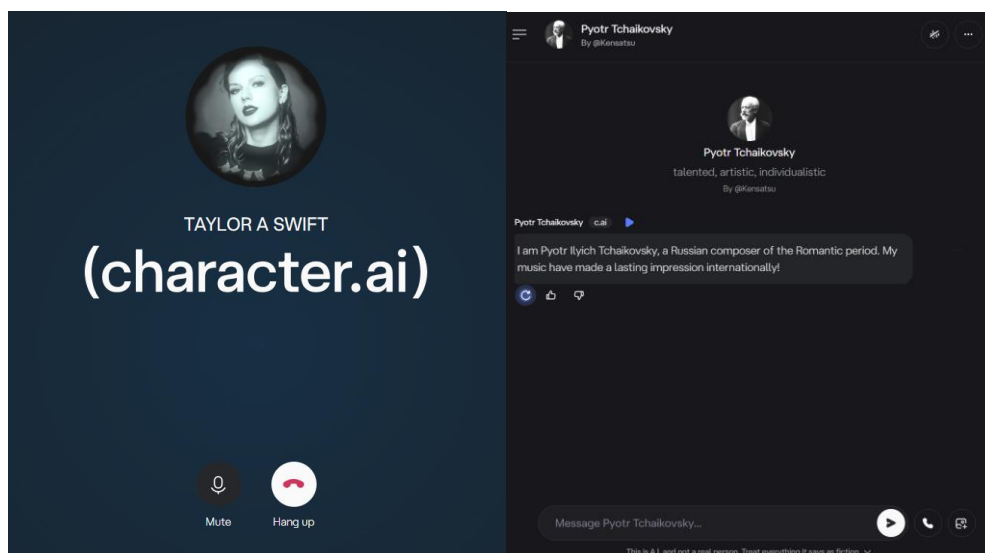 TAYLOR A SWIFT
(character.ai)
Mute
Hang up
Pyotr Tchaikovsky
By @Kensatsu
Pyotr Tchaikovsky
talented, artistic, individualistic
By @Kensatsu
Pyotr Tchaikovsky c.ai
I am Pyotr Ilyich Tchaikovsky, a Russian composer of the Romantic period. My
music have made a lasting impression internationally!
Message Pyotr Tchaikovsky...
This is A.I. and not a real person. Treat everything it says as fiction